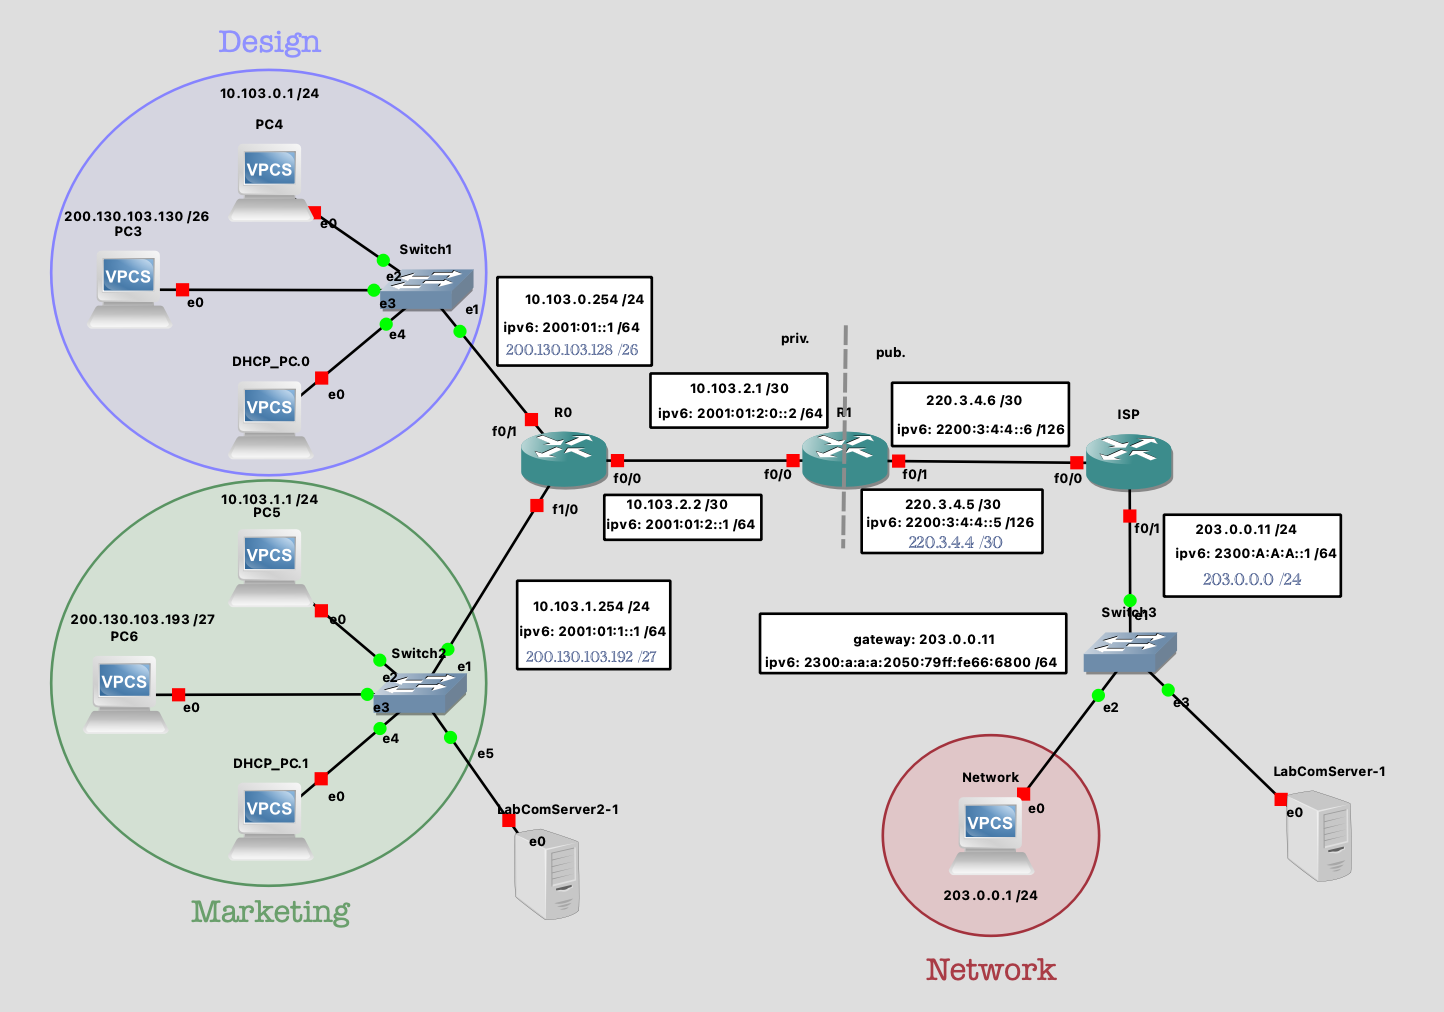 Design
10.103.0.1 /24
PC4
VPCS
e0
200.130.103.130 /26
PC3
VPCS
e0
Switch1
e2
e3
e4
e1
DHCP_PC.0
VPCS
e0
10.103.0.254 /24
ipv6: 2001:01::1 /64
200.130.103.128 /26
priv.
pub.
10.103.2.1 /30
ipv6: 2001:01:2:0::2 /64
220.3.4.6 /30
ipv6: 2200:3:4:4::6 /126
R0
f0/1
f0/0
f1/0
R1
f0/0
f0/1
ISP
f0/0
f0/1
10.103.2.2 /30
ipv6: 2001:01:2::1 /64
220.3.4.5 /30
ipv6: 2200:3:4:4::5 /126
220.3.4.4 /30
203.0.0.11 /24
ipv6: 2300:A:A:A::1 /64
203.0.0.0 /24
10.103.1.1 /24
PC5
VPCS
e0
200.130.103.193 /27
PC6
VPCS
e0
Switch2
e2
e3
e4
e1
e5
DHCP_PC.1
VPCS
e0
10.103.1.254 /24
ipv6: 2001:01:1::1 /64
200.130.103.192 /27
LabComServer2-1
e0
Marketing
gateway: 203.0.0.11
ipv6: 2300:a:a:a:2050:79ff:fe66:6800 /64
Switch3
e1
e2
e3
Network
VPCS
e0
203.0.0.1 /24
LabComServer-1
e0
Network